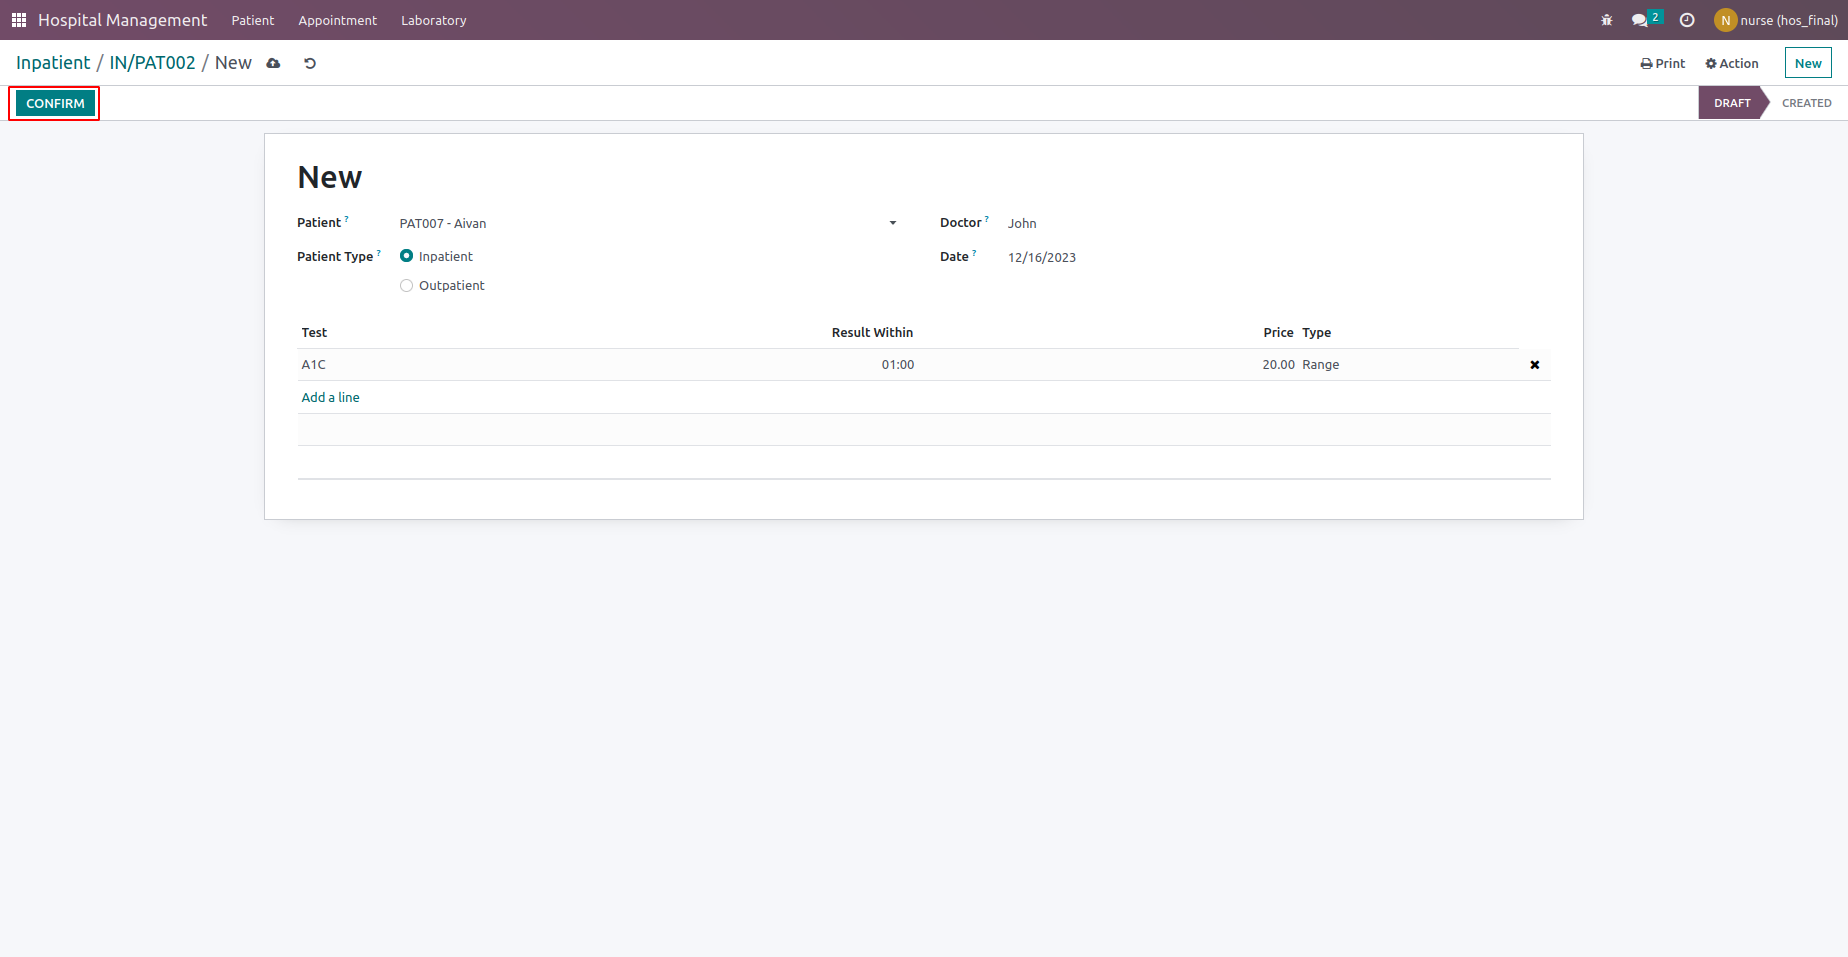 Hospital Management Patient Appointment Laboratory 2 N nurse (hos_final)
Inpatient / IN/PAT002 / New Print Action New
CONFIRM DRAFT CREATED
New
Patient ? PAT007 - Aivan Doctor ? John
Patient Type ? Inpatient Date ? 12/16/2023
Outpatient
Test Result Within Price Type
A1C 01:00 20.00 Range
Add a line